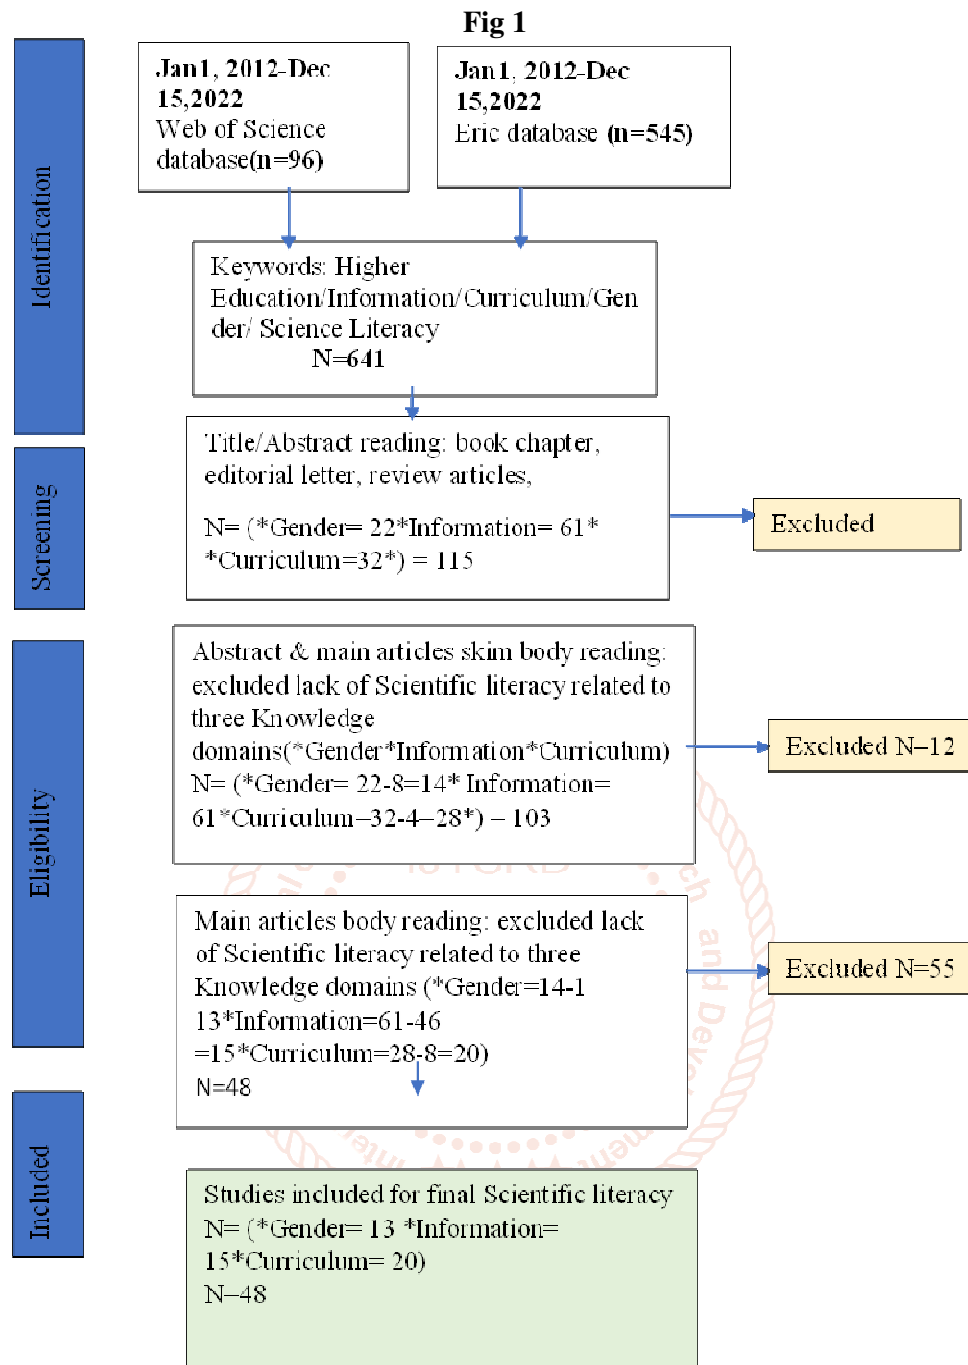 Fig 1
Jan1, 2012-Dec
15,2022
Web of Science
database(n=96)
Jan1, 2012-Dec
15,2022
Eric database (n=545)
Identification
Keywords: Higher
Education/Information/Curriculum/Gen
der/ Science Literacy
N=641
Title/Abstract reading: book chapter,
editorial letter, review articles,
N= (*Gender= 22*Information= 61*
*Curriculum=32*) = 115
Screening
Excluded
Abstract & main articles skim body reading:
excluded lack of Scientific literacy related to
three Knowledge
domains(*Gender*Information*Curriculum)
N= (*Gender= 22-8=14* Information=
61*Curriculum–32-4–28*) – 103
Excluded N–12
Eligibility
Main articles body reading: excluded lack
of Scientific literacy related to three
Knowledge domains (*Gender=14-1
13*Information=61-46
=15*Curriculum=28-8=20)
N=48
Excluded N=55
Included
Studies included for final Scientific literacy
N= (*Gender= 13 *Information=
15*Curriculum= 20)
N–48